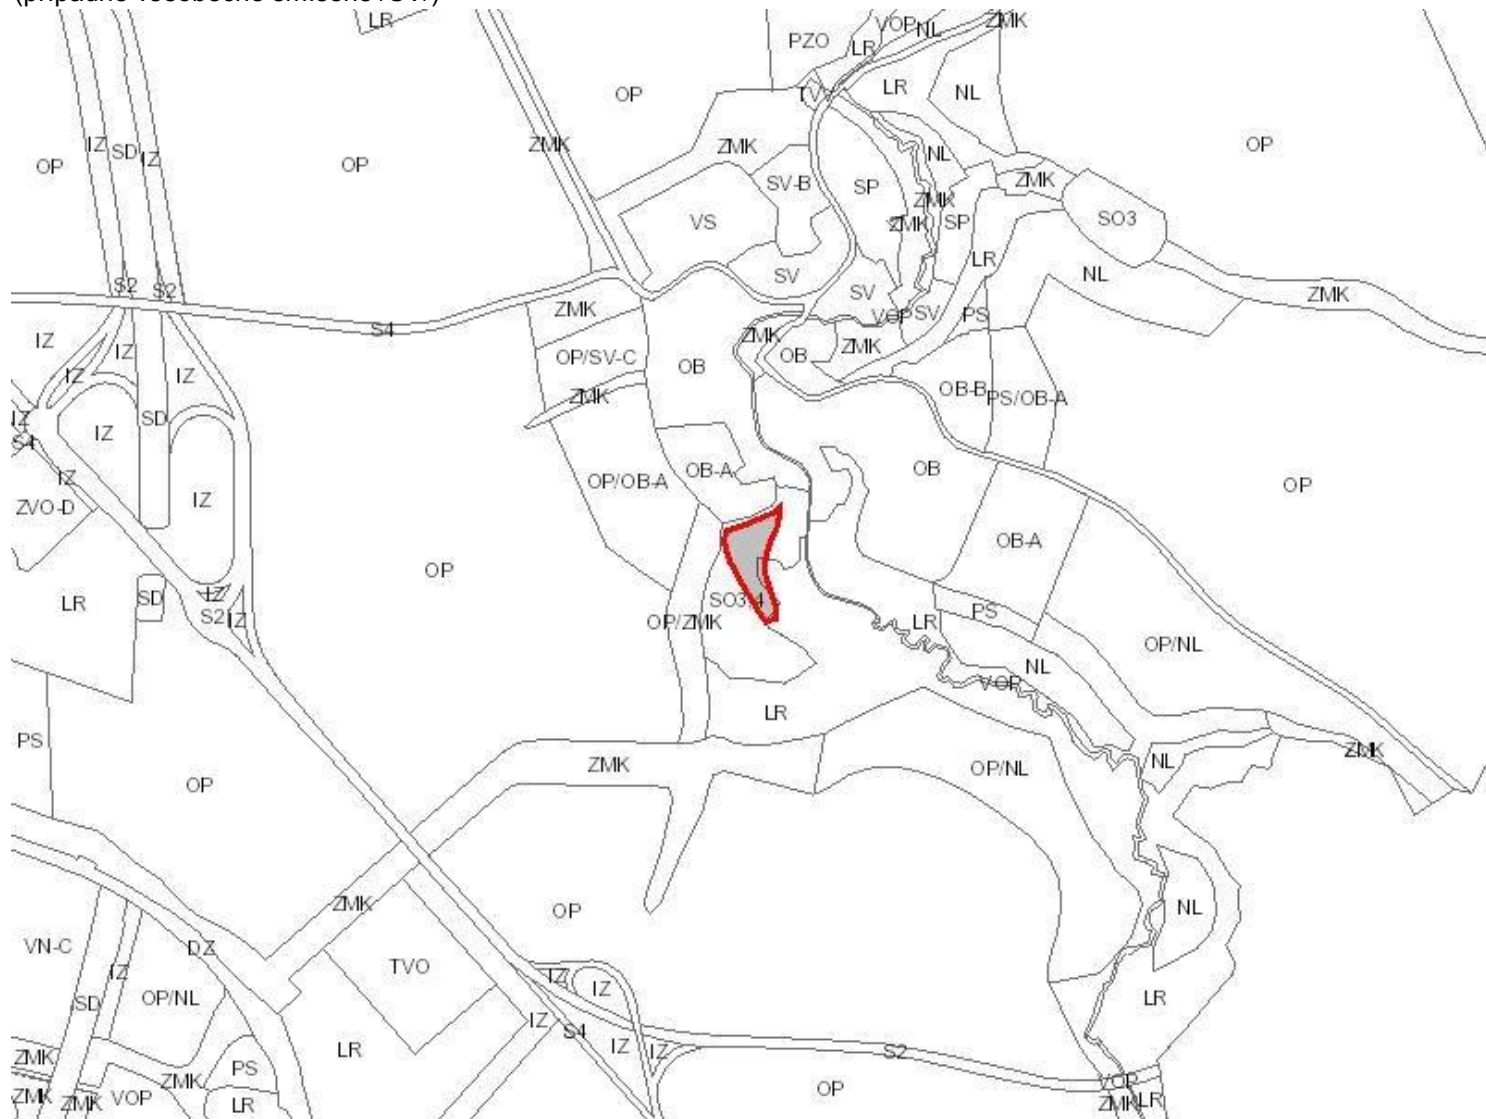 LR
VOP
NL
ZMK
PZO
LR
OP
TVV
LR
NL
IZ
SD
IZ
OP
OP
ZMK
ZMK
OP
NL
SV-B
SP
ZMK
ZMK
VS
ZMK
SP
SO3
LR
SV
NL
S2
S2
SV
ZMK
ZMK
VOP
SV
PS
S4
IZ
ZMK
ZMK
IZ
OP/SV-C
OB
OB
IZ
IZ
ZMK
OB-B
PS/OB-A
IZ
SD
S4
IZ
OP/OB-A
OB-A
OB
IZ
ZVO-D
IZ
OP
OB-A
OP
LR
SD
IZ
S2
IZ
SO3,4
OP/ZMK
LR
PS
OP/NL
NL
VOP
LR
PS
ZMK
OP/NL
NL
ZMK
OP
ZMK
OP
NL
VN-C
DZ
TVO
IZ
IZ
IZ
SD
OP/NL
LR
IZ
S4
IZ
IZ
S2
LR
ZMK
PS
ZMK
VOP
OP
ZMK
ZMK
VOP
LR
ZMK
LR